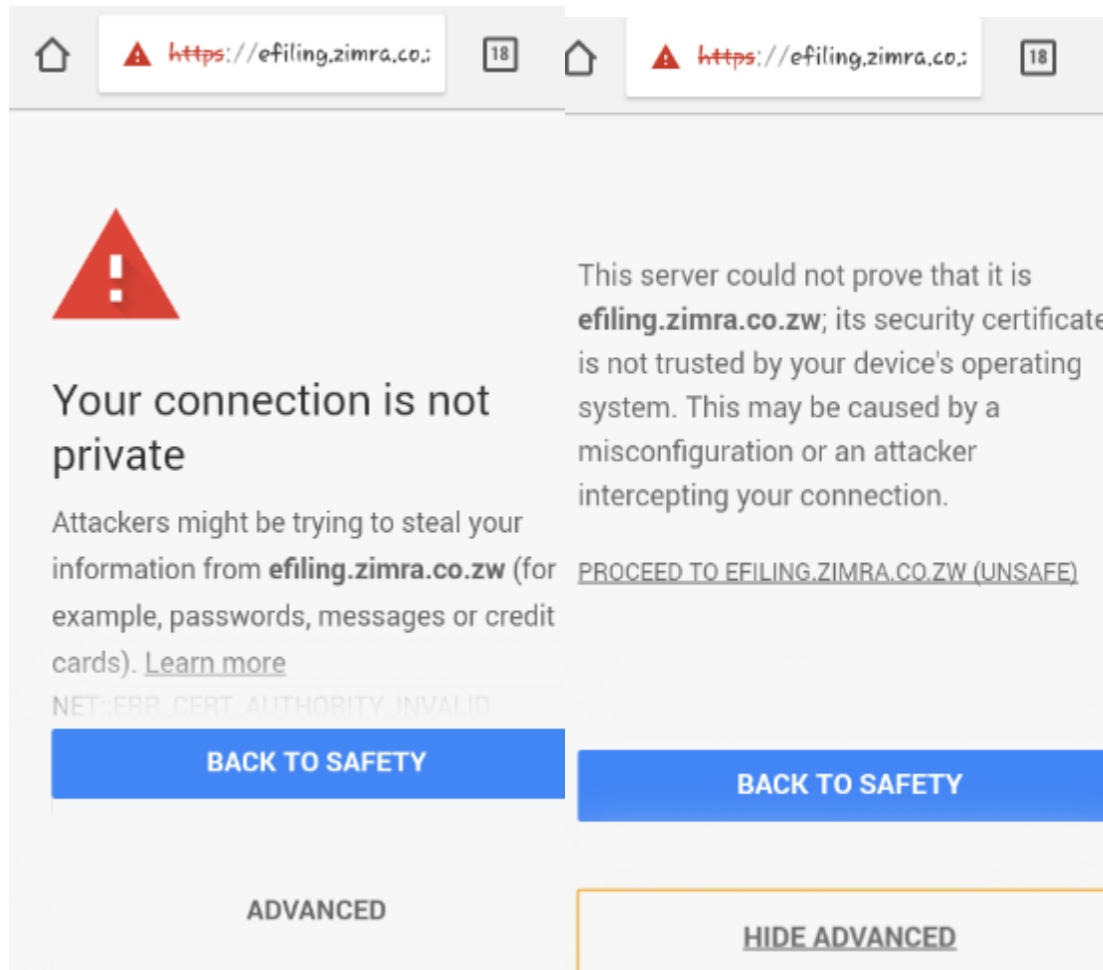 https://efiling.zimra.co.:
18
Your connection is not
private
Attackers might be trying to steal your
information from efiling.zimra.co.zw (for
example, passwords, messages or credit
cards). Learn more
NET::ERR_CERT_AUTHORITY_INVALID
BACK TO SAFETY
ADVANCED
https://efiling.zimra.co.:
18
This server could not prove that it is
efiling.zimra.co.zw; its security certificate
is not trusted by your device's operating
system. This may be caused by a
misconfiguration or an attacker
intercepting your connection.
PROCEED TO EFILING.ZIMRA.CO.ZW (UNSAFE)
BACK TO SAFETY
HIDE ADVANCED